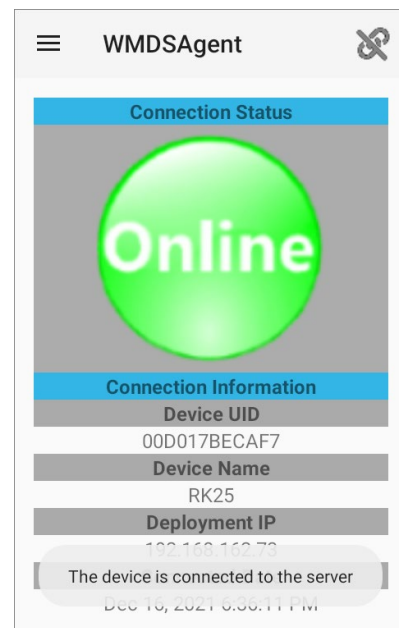 WMDSAgent
Connection Status
Online
Connection Information
Device UID
00D017BECAF7
Device Name
RK25
Deployment IP
192.168.162.73
The device is connected to the server
Dec 16, 2021 6:36:11 PM